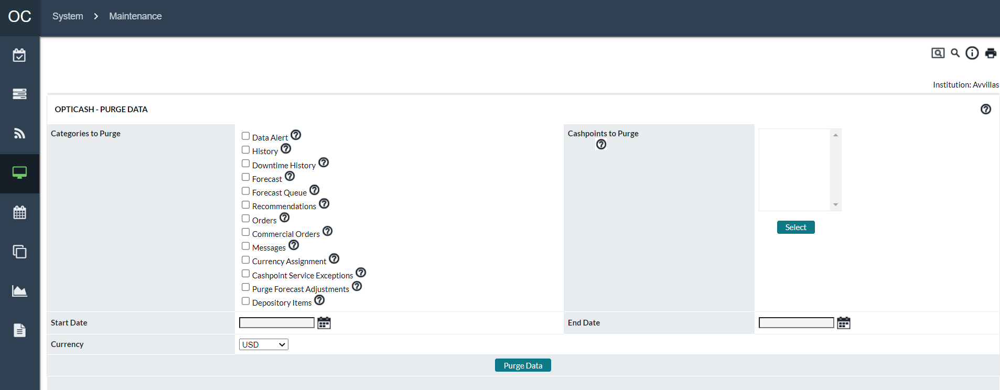 OC
System
Maintenance
Institution: Avvillas
OPTICASH - PURGE DATA
Categories to Purge
Data Alert
History
Downtime History
Forecast
Forecast Queue
Recommendations
Orders
Commercial Orders
Messages
Currency Assignment
Cashpoint Service Exceptions
Purge Forecast Adjustments
Depository Items
Cashpoints to Purge
Select
Start Date
End Date
Currency
USD
Purge Data